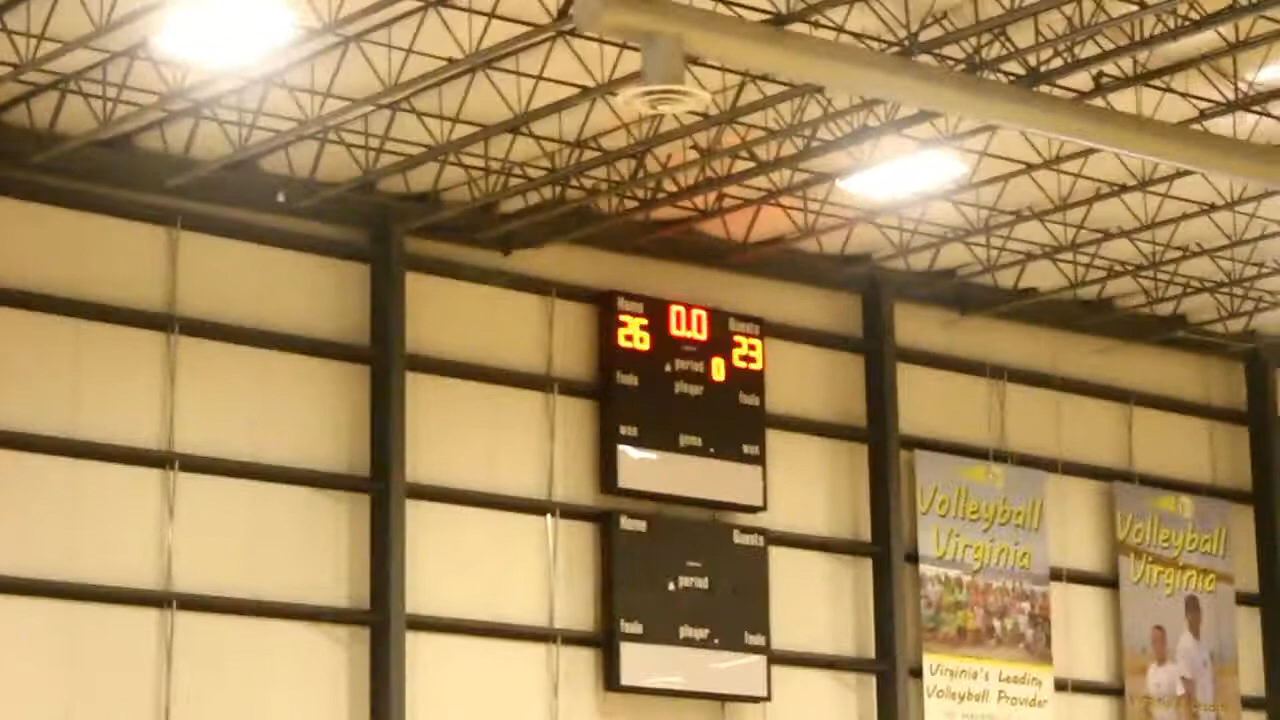 Home
0.0
Guests
26
23
period 0
player
fouls
fouls
won
game
won
Home
Guests
period
fouls
player
fouls
Volleyball
Virginia
Virginia's Leading
Volleyball Provider
Volleyball
Virginia